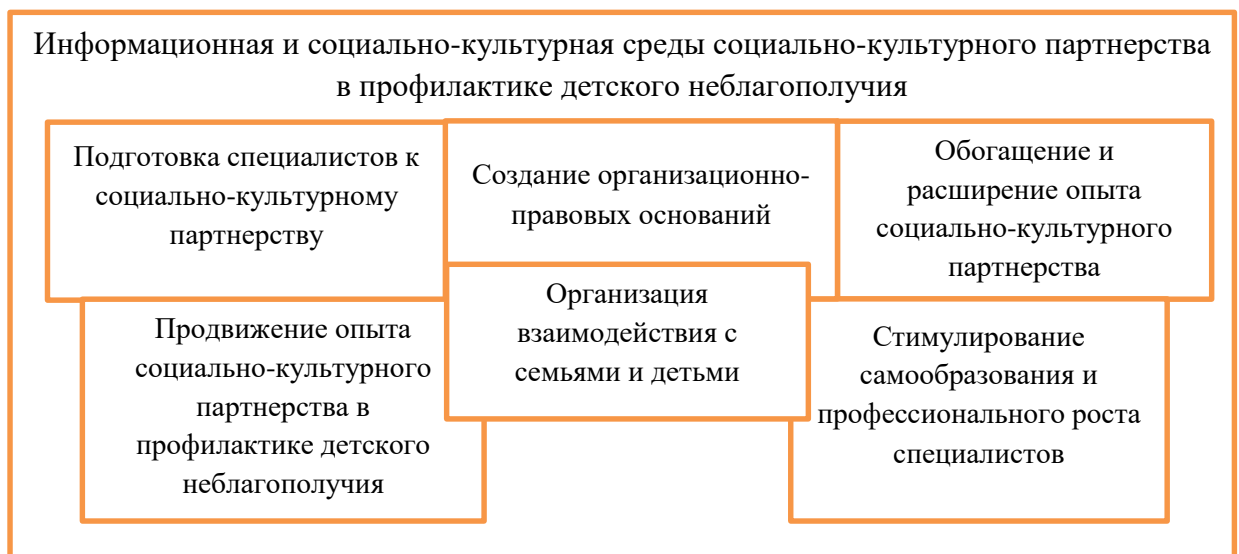 Информационная и социально-культурная среды социально-культурного партнерства
в профилактике детского неблагополучия
Подготовка специалистов к
социально-культурному
партнерству
Создание организационно-
правовых оснований
Обогащение и
расширение опыта
социально-культурного
партнерства
Продвижение опыта
социально-культурного
партнерства в
профилактике детского
неблагополучия
Организация
взаимодействия с
семьями и детьми
Стимулирование
самообразования и
профессионального роста
специалистов